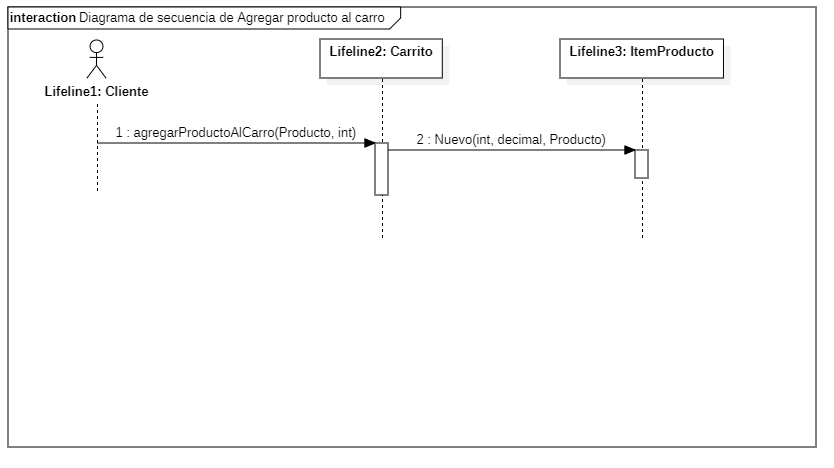 interaction Diagrama de secuencia de Agregar producto al carro
Lifeline2: Carrito
Lifeline3: ItemProducto
Lifeline1: Cliente
1 : agregarProductoAlCarro(Producto, int)
2 : Nuevo(int, decimal, Producto)